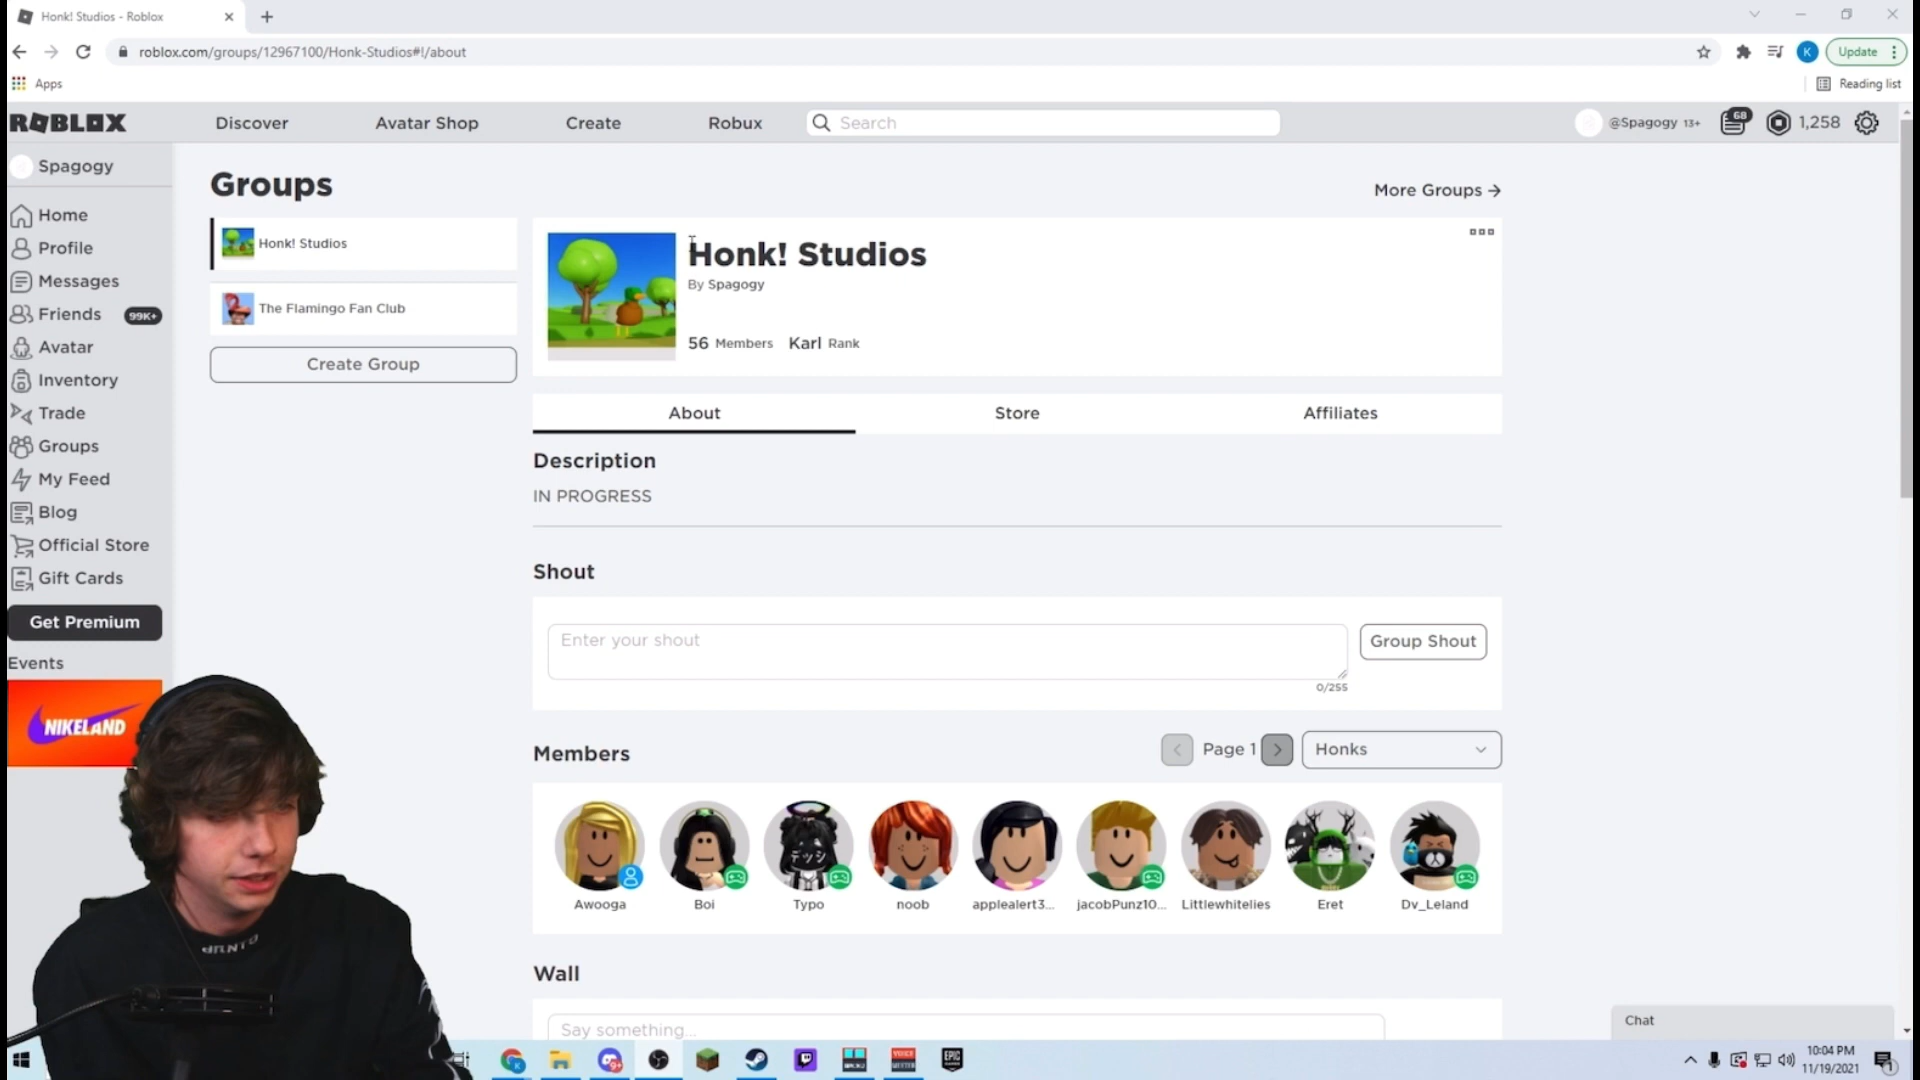 Honk! Studios - Roblox
roblox.com/groups/12967100/Honk-Studios#!/about
K
Update
Apps
Reading list
ROBLOX
Discover
Avatar Shop
Create
Robux
Search
@Spagogy 13+
68
1,258
Spagogy
Home
Profile
Messages
Friends
99K+
Avatar
Inventory
Trade
Groups
My Feed
Blog
Official Store
Gift Cards
Get Premium
Events
NIKELAND
Groups
More Groups →
Honk! Studios
The Flamingo Fan Club
Create Group
Honk! Studios
By Spagogy
56 Members Karl Rank
About
Store
Affiliates
Description
IN PROGRESS
Shout
Enter your shout
Group Shout
0/255
Members
Page 1
Honks
Awooga
Boi
Typo
noob
applealert3...
jacobPunz10...
Littlewhitelies
Eret
Dv_Leland
Wall
Say something...
Chat
EPIC
10:04 PM
11/19/2021